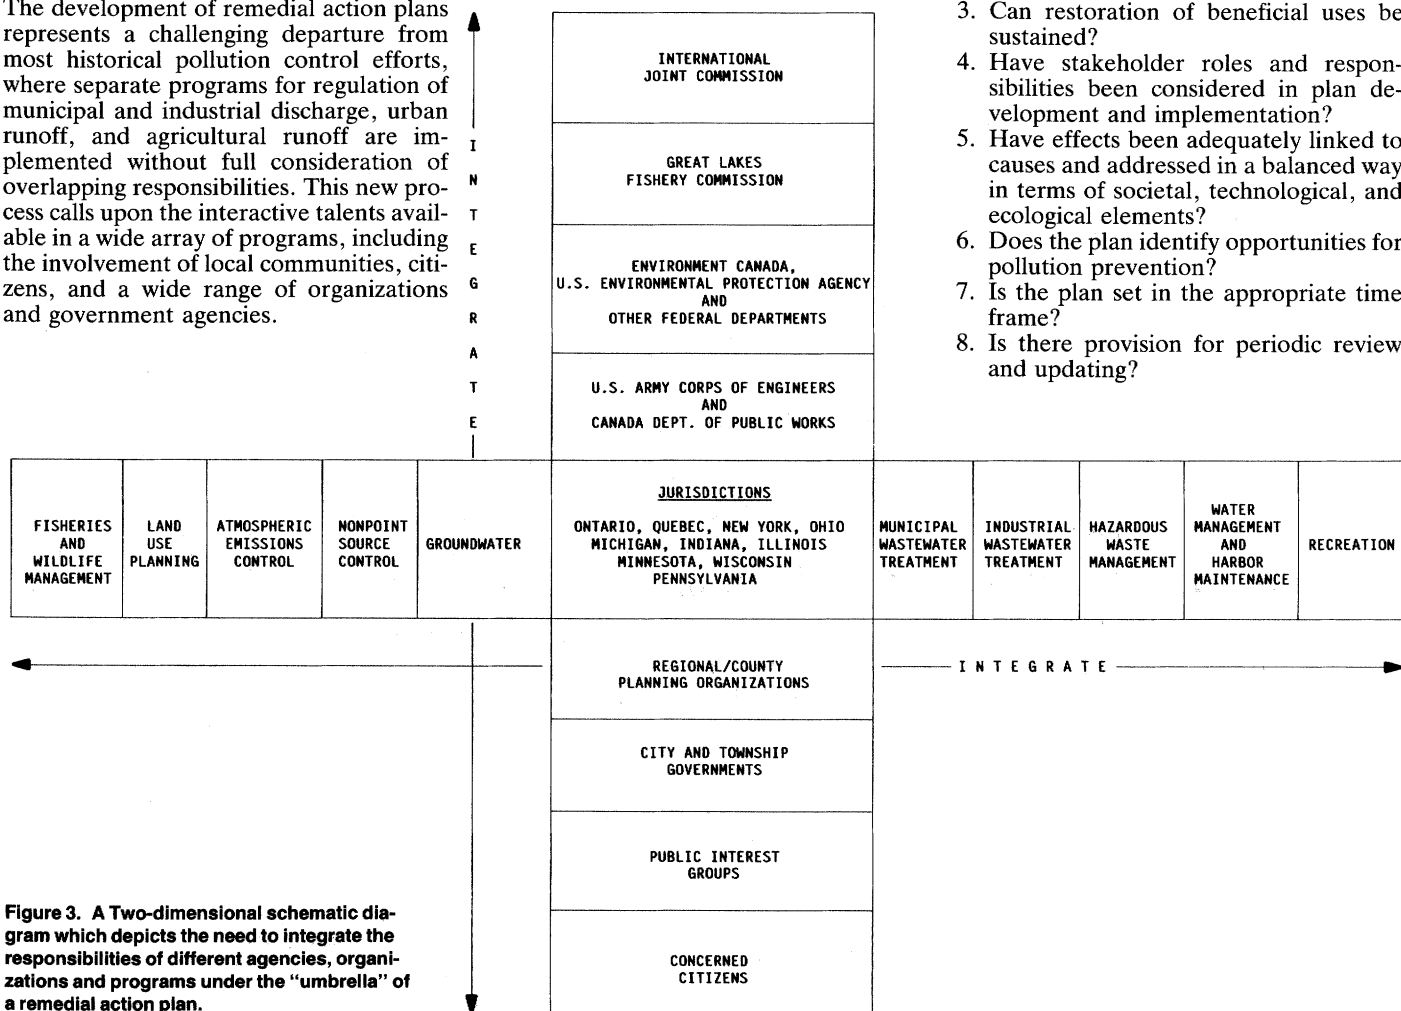 The development of remedial action plans
represents a challenging departure from
most historical pollution control efforts,
where separate programs for regulation of
municipal and industrial discharge, urban
runoff, and agricultural runoff are im-
plemented without full consideration of
overlapping responsibilities. This new pro-
cess calls upon the interactive talents avail-
able in a wide array of programs, including
the involvement of local communities, citi-
zens, and a wide range of organizations
and government agencies.
I
N
T
E
G
R
A
T
E
INTERNATIONAL
JOINT COMMISSION
GREAT LAKES
FISHERY COMMISSION
ENVIRONMENT CANADA,
U.S. ENVIRONMENTAL PROTECTION AGENCY
AND
OTHER FEDERAL DEPARTMENTS
U.S. ARMY CORPS OF ENGINEERS
AND
CANADA DEPT. OF PUBLIC WORKS
3. Can restoration of beneficial uses be
sustained?
4. Have stakeholder roles and respon-
sibilities been considered in plan de-
velopment and implementation?
5. Have effects been adequately linked to
causes and addressed in a balanced way
in terms of societal, technological, and
ecological elements?
6. Does the plan identify opportunities for
pollution prevention?
7. Is the plan set in the appropriate time
frame?
8. Is there provision for periodic review
and updating?
FISHERIES
AND
WILDLIFE
MANAGEMENT
LAND
USE
PLANNING
ATMOSPHERIC
EMISSIONS
CONTROL
NONPOINT
SOURCE
CONTROL
GROUNDWATER
JURISDICTIONS
ONTARIO, QUEBEC, NEW YORK, OHIO
MICHIGAN, INDIANA, ILLINOIS
MINNESOTA, WISCONSIN
PENNSYLVANIA
MUNICIPAL
WASTEWATER
TREATMENT
INDUSTRIAL
WASTEWATER
TREATMENT
HAZARDOUS
WASTE
MANAGEMENT
WATER
MANAGEMENT
AND
HARBOR
MAINTENANCE
RECREATION
REGIONAL/COUNTY
PLANNING ORGANIZATIONS
INTEGRATE
CITY AND TOWNSHIP
GOVERNMENTS
PUBLIC INTEREST
GROUPS
CONCERNED
CITIZENS
Figure 3. A Two-dimensional schematic dia-
gram which depicts the need to integrate the
responsibilities of different agencies, organi-
zations and programs under the "umbrella" of
a remedial action plan.